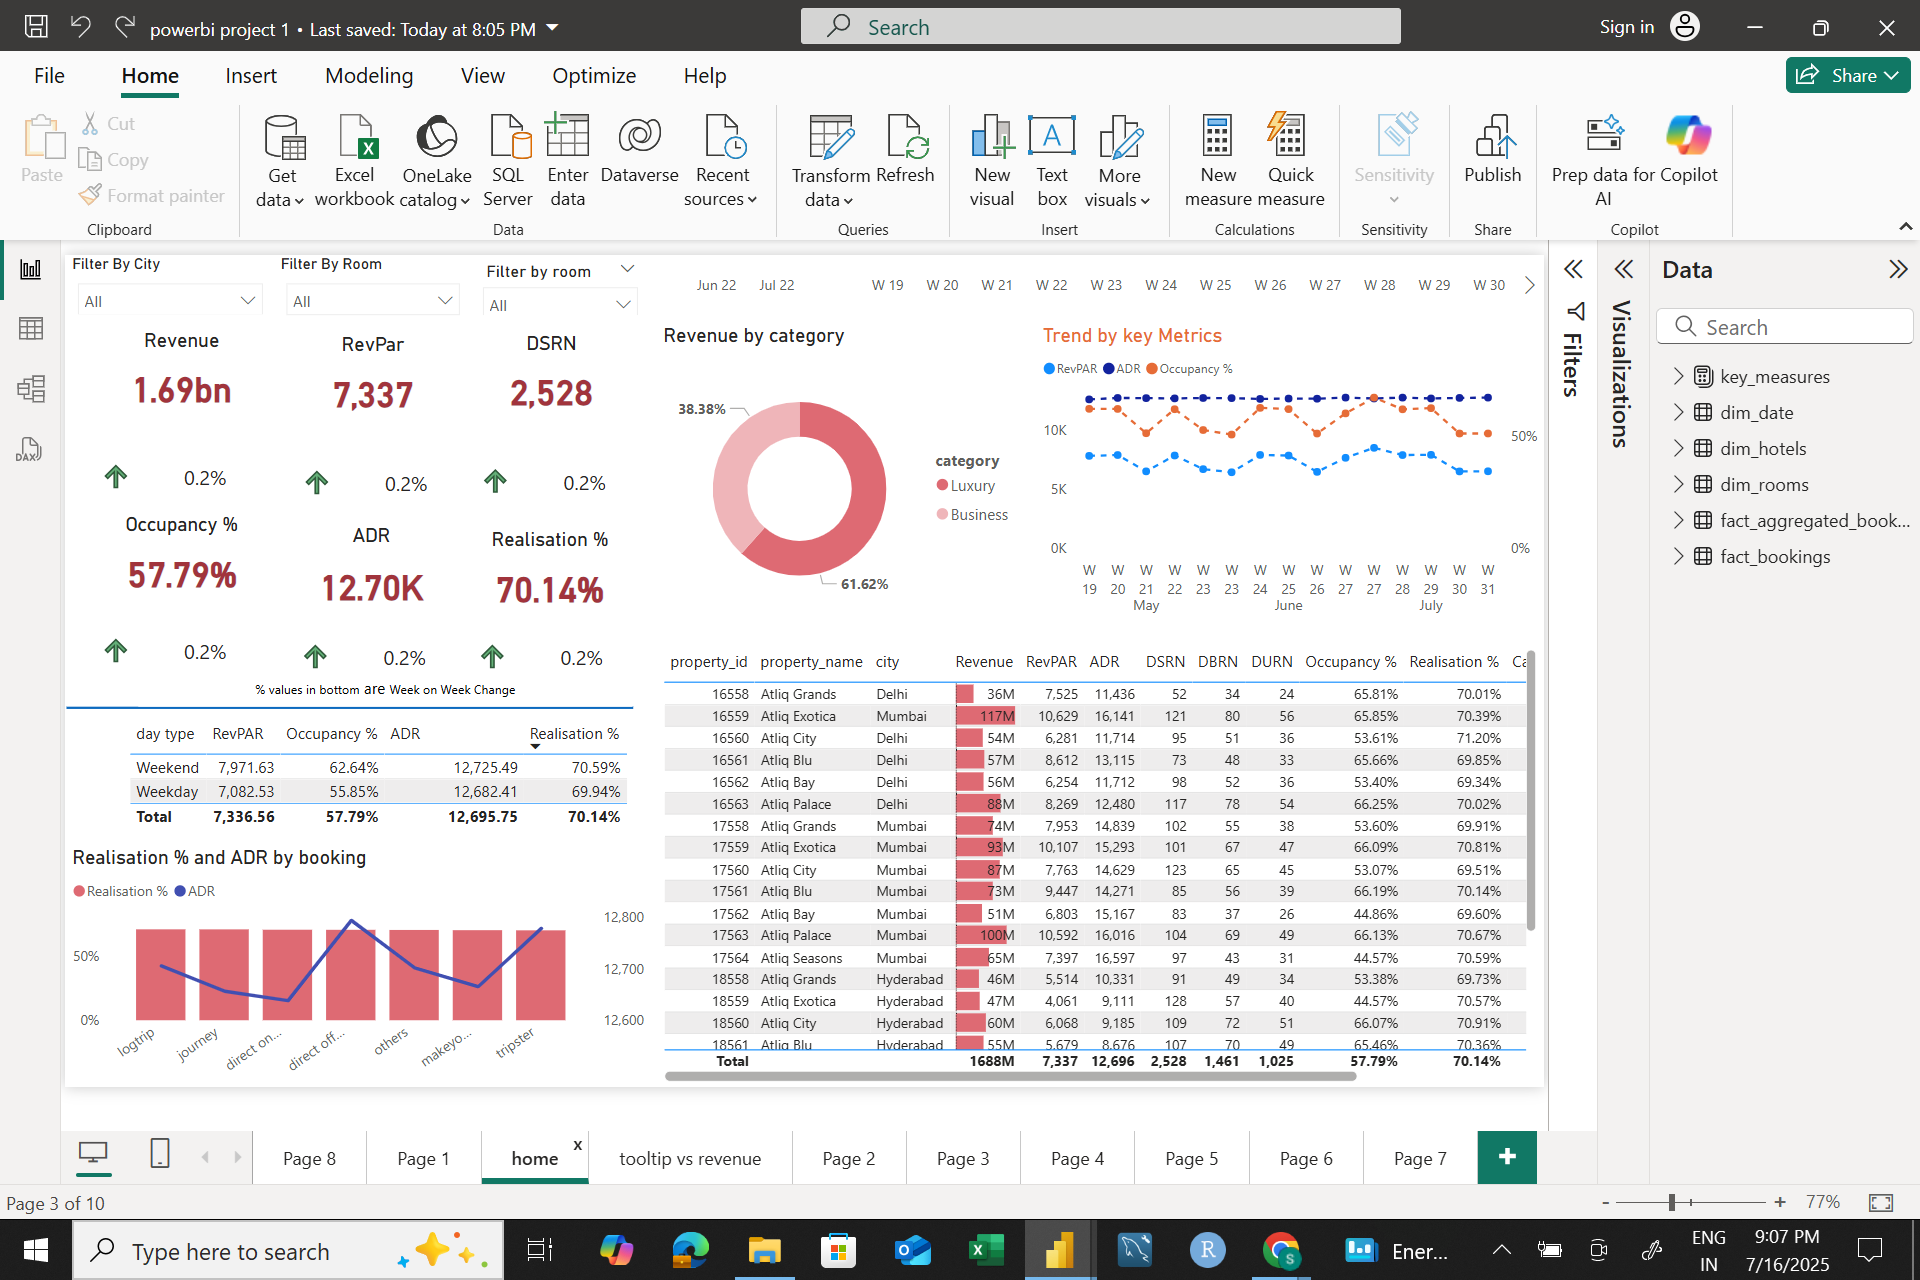 powerbi project 1 • Last saved: Today at 8:05 PM
Search
Sign in
File Home Insert Modeling View Optimize Help
Share
Paste
Cut
Copy
Format painter
Clipboard
Get data
Excel workbook
OneLake catalog
SQL Server
Enter data
Dataverse
Recent sources
Data
Transform data
Refresh
Queries
New visual
Text box
More visuals
Insert
New measure
Quick measure
Calculations
Sensitivity
Sensitivity
Publish
Share
Prep data for AI
Copilot
Copilot
DAX
Filter By City
All
Filter By Room
All
Filter by room
All
Jun 22 Jul 22 W 19 W 20 W 21 W 22 W 23 W 24 W 25 W 26 W 27 W 28 W 29 W 30
Revenue
1.69bn
0.2%
RevPar
7,337
0.2%
DSRN
2,528
0.2%
Occupancy %
57.79%
0.2%
ADR
12.70K
0.2%
Realisation %
70.14%
0.2%
% values in bottom are Week on Week Change
day type RevPAR Occupancy % ADR Realisation %
Weekend 7,971.63 62.64% 12,725.49 70.59%
Weekday 7,082.53 55.85% 12,682.41 69.94%
Total 7,336.56 57.79% 12,695.75 70.14%
Realisation % and ADR by booking
Realisation % ADR
50%
0%
12,800
12,700
12,600
logtrip journey direct on... direct off... others makeyo... tripster
Revenue by category
38.38%
61.62%
category
Luxury
Business
Trend by key Metrics
RevPAR ADR Occupancy %
10K
5K
0K
50%
0%
W W W W W W W W W W W W W W W
19 20 21 22 23 23 24 25 26 27 27 28 29 30 31
May June July
property_id property_name city Revenue RevPAR ADR DSRN DBRN DURN Occupancy % Realisation % Ca
16558 Atliq Grands Delhi 36M 7,525 11,436 52 34 24 65.81% 70.01%
16559 Atliq Exotica Mumbai 117M 10,629 16,141 121 80 56 65.85% 70.39%
16560 Atliq City Delhi 54M 6,281 11,714 95 51 36 53.61% 71.20%
16561 Atliq Blu Delhi 57M 8,612 13,115 73 48 33 65.66% 69.85%
16562 Atliq Bay Delhi 56M 6,254 11,712 98 52 36 53.40% 69.34%
16563 Atliq Palace Delhi 88M 8,269 12,480 117 78 54 66.25% 70.02%
17558 Atliq Grands Mumbai 74M 7,953 14,839 102 55 38 53.60% 69.91%
17559 Atliq Exotica Mumbai 93M 10,107 15,293 101 67 47 66.09% 70.81%
17560 Atliq City Mumbai 87M 7,763 14,629 123 65 45 53.07% 69.51%
17561 Atliq Blu Mumbai 73M 9,447 14,271 85 56 39 66.19% 70.14%
17562 Atliq Bay Mumbai 51M 6,803 15,167 83 37 26 44.86% 69.60%
17563 Atliq Palace Mumbai 100M 10,592 16,016 104 69 49 66.13% 70.67%
17564 Atliq Seasons Mumbai 65M 7,397 16,597 97 43 31 44.57% 70.59%
18558 Atliq Grands Hyderabad 46M 5,514 10,331 91 49 34 53.38% 69.73%
18559 Atliq Exotica Hyderabad 47M 4,061 9,111 128 57 40 44.57% 70.57%
18560 Atliq City Hyderabad 60M 6,068 9,185 109 72 51 66.07% 70.91%
18561 Atliq Blu Hyderabad 55M 5,679 8,676 107 70 49 65.46% 70.36%
Total 1688M 7,337 12,696 2,528 1,461 1,025 57.79% 70.14%
Filters
Visualizations
Data
Search
key_measures
dim_date
dim_hotels
dim_rooms
fact_aggregated_book...
fact_bookings
Page 8 Page 1 home x tooltip vs revenue Page 2 Page 3 Page 4 Page 5 Page 6 Page 7 +
Page 3 of 10
- + 77%
Type here to search
Ener...
ENG
IN
9:07 PM
7/16/2025